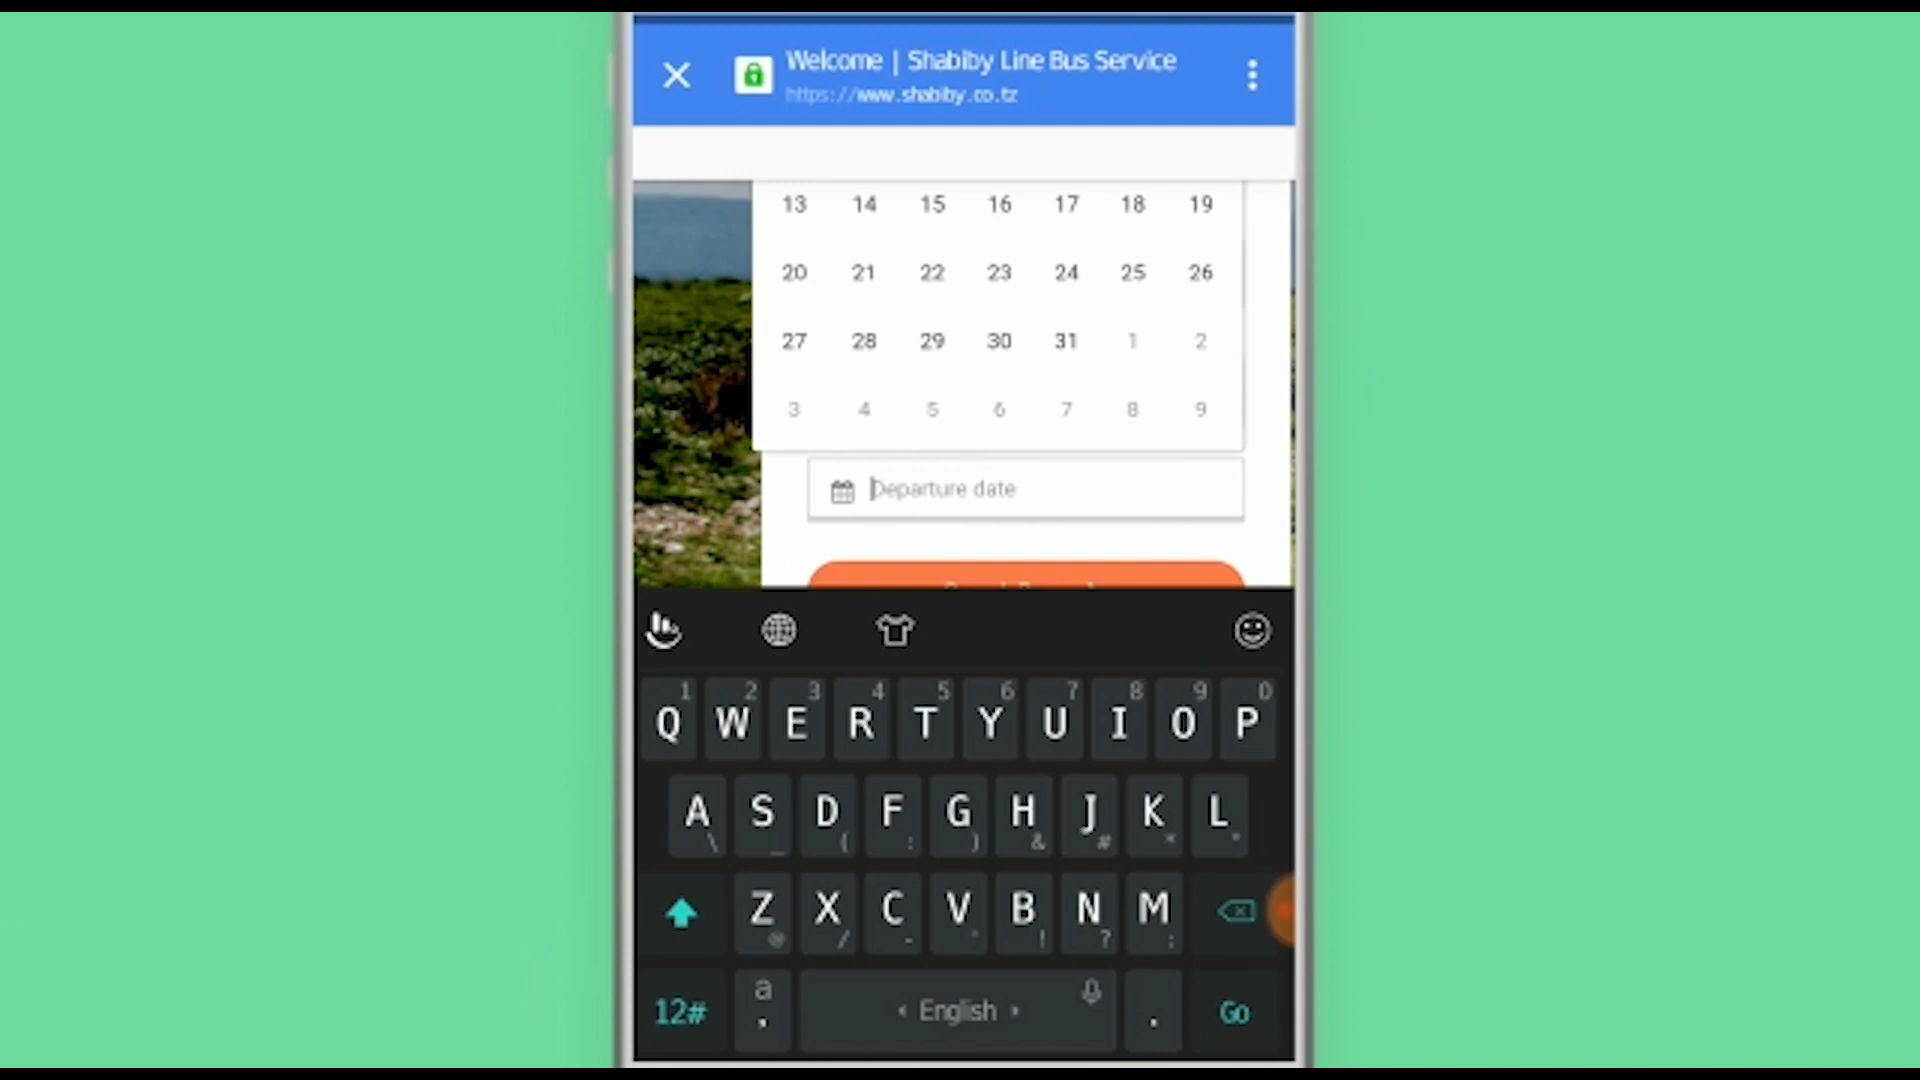 Welcome | Shabiby Line Bus Service
https://www.shabiby.co.tz
13 14 15 16 17 18 19
20 21 22 23 24 25 26
27 28 29 30 31 1 2
3 4 5 6 7 8 9
Departure date
1 2 3 4 5 6 7 8 9 0
Q W E R T Y U I O P
A S D F G H J K L
\ _ ( : ) & # * "
Z X C V B N M
@ / - ' ! ? ;
12# a , ‹ English › . Go